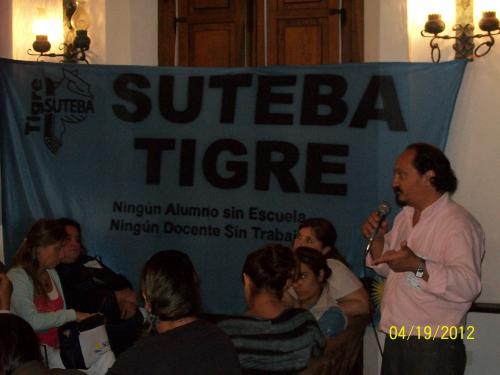 Tigre
SUTEBA
SUTEBA
TIGRE
Ningún Alumno sin Escuela
Ningún Docente Sin Trabajo
04/19/2012